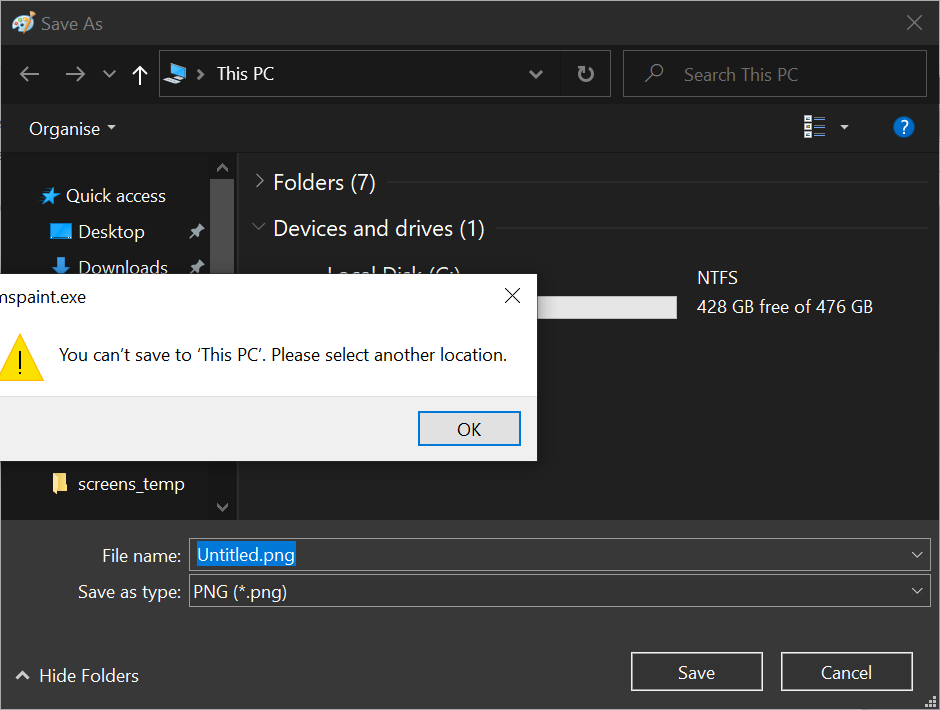 Save As
This PC
Search This PC
Organise
?
Quick access
Folders (7)
Desktop
Devices and drives (1)
Downloads
Local Disk (C:)
NTFS
428 GB free of 476 GB
mspaint.exe
You can’t save to ‘This PC’. Please select another location.
OK
screens_temp
File name: Untitled.png
Save as type: PNG (*.png)
Hide Folders
Save
Cancel